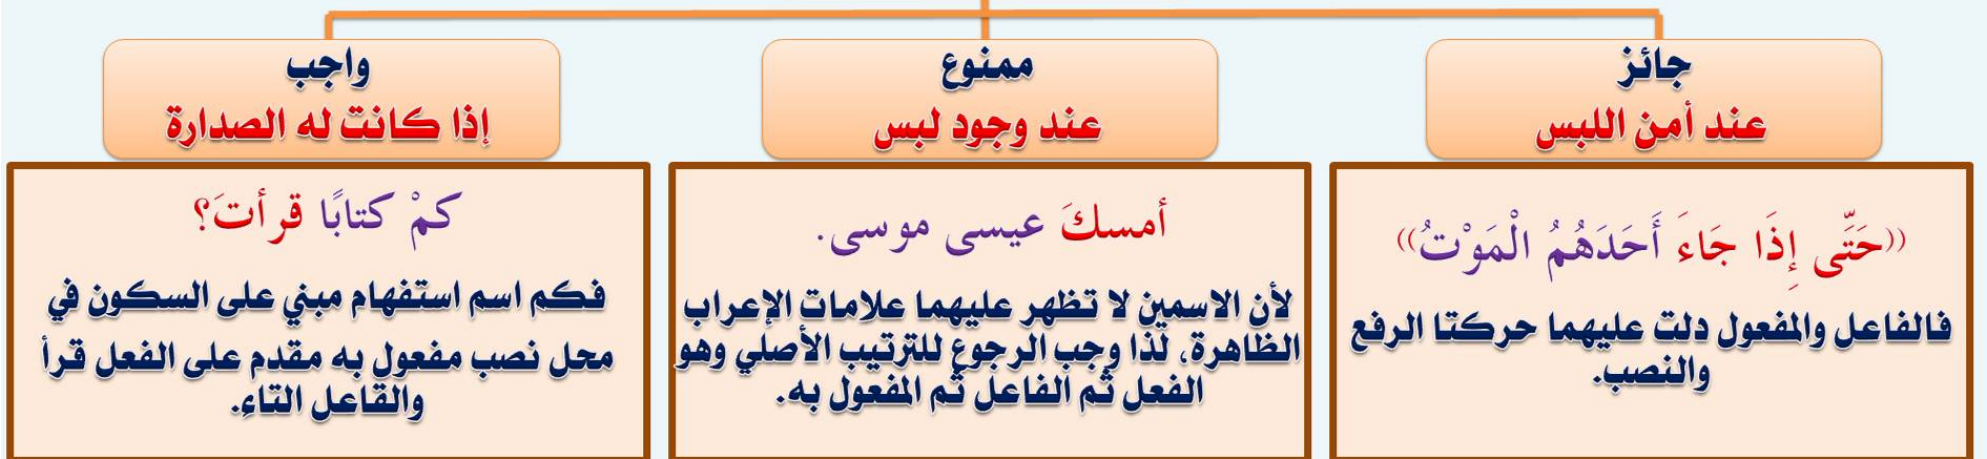 جائز
عند أمن اللبس
((حَتَّى إِذَا جَاءَ أَحَدَهُمُ الْمَوْتُ))
فالفاعل والمفعول دلت عليهما حركتا الرفع
والنصب.
ممنوع
عند وجود لبس
أمسكَ عيسى موسى.
لأن الاسمين لا تظهر عليهما علامات الإعراب
الظاهرة، لذا وجب الرجوع للترتيب الأصلي وهو
الفعل ثم الفاعل ثم المفعول به.
واجب
إذا كانت له الصدارة
كمْ كتابًا قرأتَ؟
فكم اسم استفهام مبني على السكون في
محل نصب مفعول به مقدم على الفعل قرأ
والفاعل التاء.